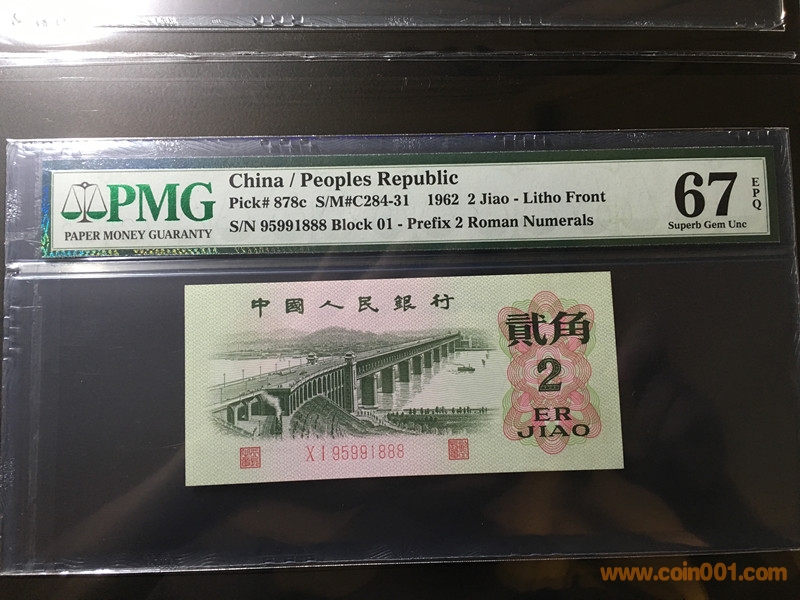 PMG
PAPER MONEY GUARANTY
China / Peoples Republic
Pick# 878c S/M#C284-31 1962 2 Jiao - Litho Front
S/N 95991888 Block 01 - Prefix 2 Roman Numerals
67
EPQ
Superb Gem Unc
中國人民銀行
貳角
2
ER
JIAO
X I 95991888
www.coin001.com